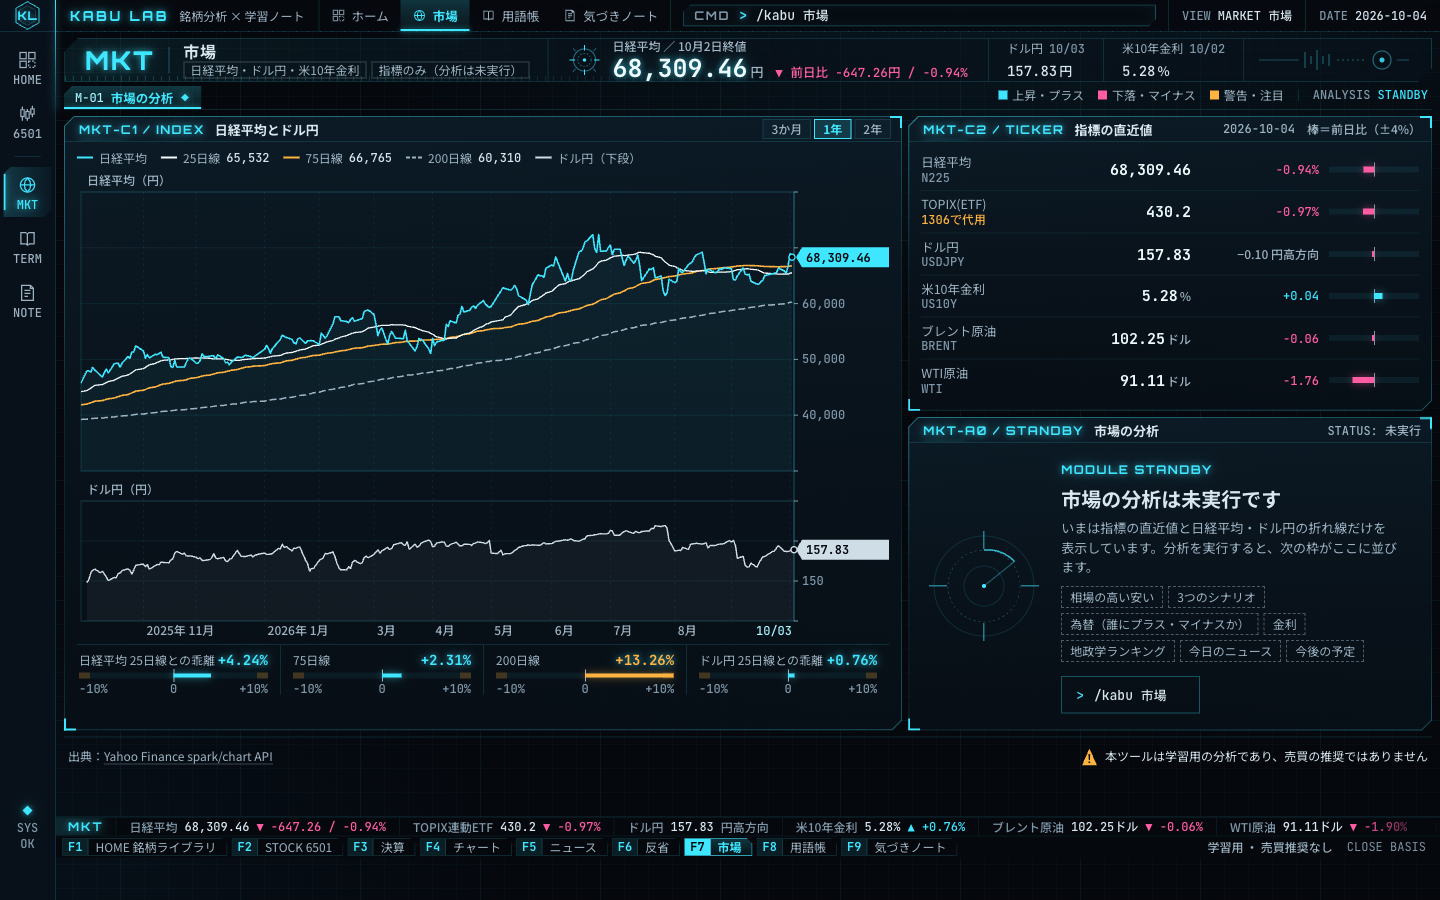 KL KABU LAB 銘柄分析 × 学習ノート ホーム 市場 用語帳 気づきノート CMD > /kabu 市場 VIEW MARKET 市場 DATE 2026-10-04
HOME
6501
MKT
TERM
NOTE
SYS
OK
MKT 市場
日経平均・ドル円・米10年金利 指標のみ（分析は未実行）
日経平均 ／ 10月2日終値
68,309.46円 ▼ 前日比 -647.26円 / -0.94%
ドル円 10/03
157.83円
米10年金利 10/02
5.28%
M-01 市場の分析 ◆
上昇・プラス 下落・マイナス 警告・注目 ANALYSIS STANDBY
MKT-C1 / INDEX 日経平均とドル円 3か月 1年 2年
日経平均 25日線 65,532 75日線 66,765 200日線 60,310 ドル円（下段）
日経平均（円）
68,309.46
60,000
50,000
40,000
ドル円（円）
157.83
150
2025年 11月 2026年 1月 3月 4月 5月 6月 7月 8月 10/03
日経平均 25日線との乖離 +4.24%
-10% 0 +10%
75日線 +2.31%
-10% 0 +10%
200日線 +13.26%
-10% 0 +10%
ドル円 25日線との乖離 +0.76%
-10% 0 +10%
MKT-C2 / TICKER 指標の直近値 2026-10-04 棒＝前日比（±4%）
日経平均
N225
68,309.46 -0.94%
TOPIX(ETF)
1306で代用
430.2 -0.97%
ドル円
USDJPY
157.83 −0.10 円高方向
米10年金利
US10Y
5.28% +0.04
ブレント原油
BRENT
102.25ドル -0.06
WTI原油
WTI
91.11ドル -1.76
MKT-A0 / STANDBY 市場の分析 STATUS: 未実行
MODULE STANDBY
市場の分析は未実行です
いまは指標の直近値と日経平均・ドル円の折れ線だけを
表示しています。分析を実行すると、次の枠がここに並び
ます。
相場の高い安い 3つのシナリオ
為替（誰にプラス・マイナスか） 金利
地政学ランキング 今日のニュース 今後の予定
> /kabu 市場
出典：Yahoo Finance spark/chart API
本ツールは学習用の分析であり、売買の推奨ではありません
MKT 日経平均 68,309.46 ▼ -647.26 / -0.94% TOPIX連動ETF 430.2 ▼ -0.97% ドル円 157.83 円高方向 米10年金利 5.28% ▲ +0.76% ブレント原油 102.25ドル ▼ -0.06% WTI原油 91.11ドル ▼ -1.90%
F1 HOME 銘柄ライブラリ F2 STOCK 6501 F3 決算 F4 チャート F5 ニュース F6 反省 F7 市場 F8 用語帳 F9 気づきノート 学習用 ・ 売買推奨なし CLOSE BASIS